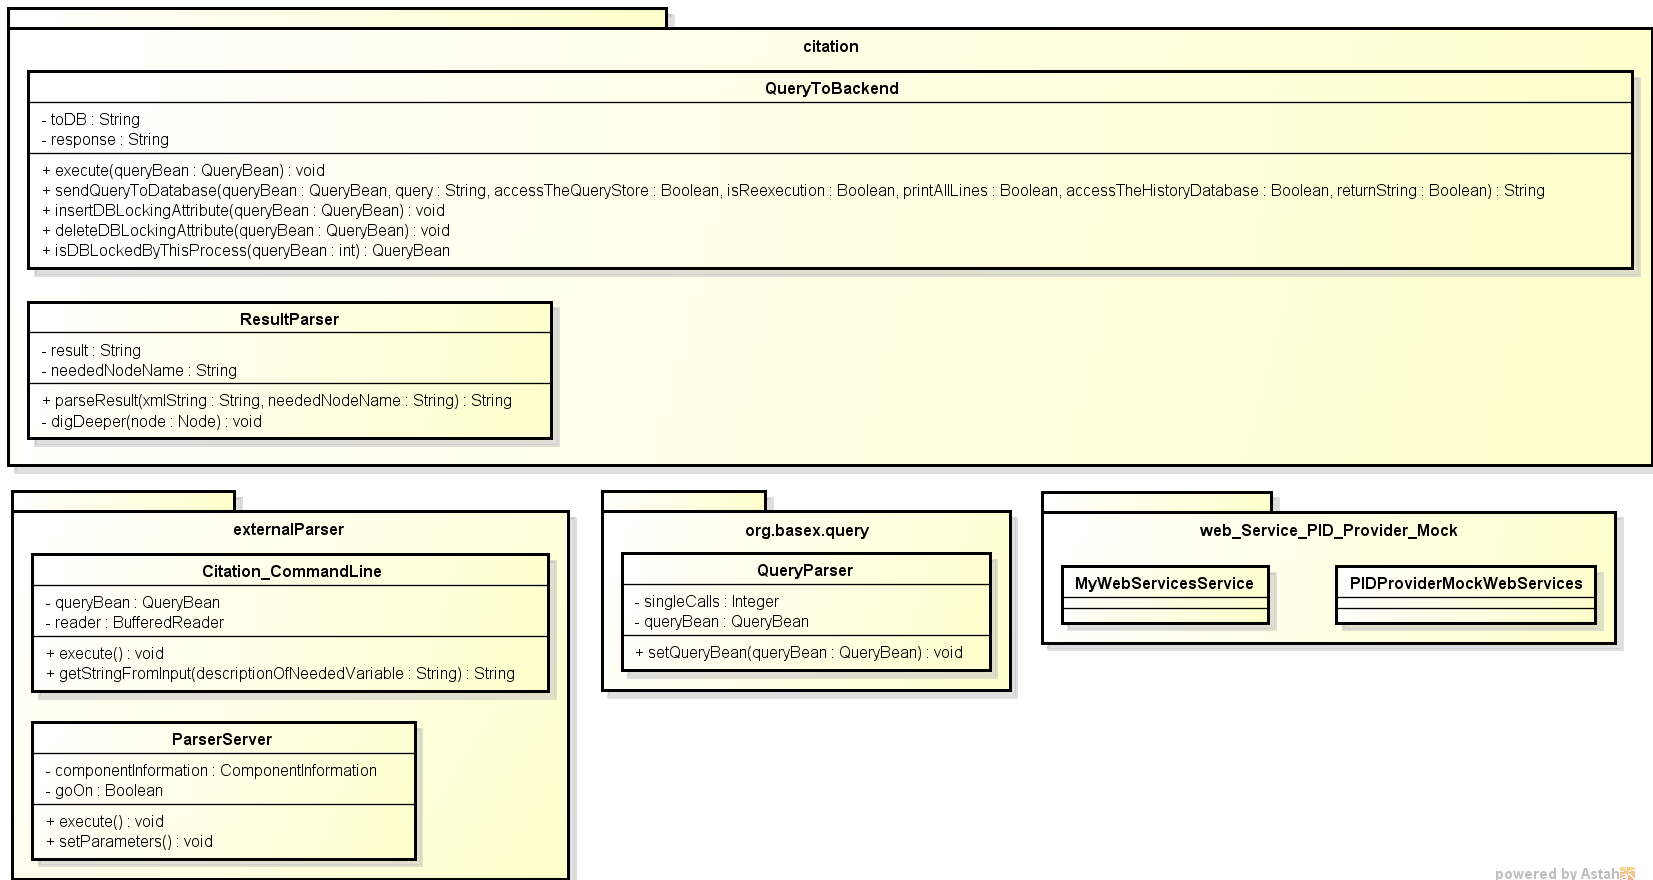 citation
QueryToBackend
- toDB : String
- response : String
+ execute(queryBean : QueryBean) : void
+ sendQueryToDatabase(queryBean : QueryBean, query : String, accessTheQueryStore : Boolean, isReexecution : Boolean, printAllLines : Boolean, accessTheHistoryDatabase : Boolean, returnString : Boolean) : String
+ insertDBLockingAttribute(queryBean : QueryBean) : void
+ deleteDBLockingAttribute(queryBean : QueryBean) : void
+ isDBLockedByThisProcess(queryBean : int) : QueryBean
ResultParser
- result : String
- neededNodeName : String
+ parseResult(xmlString : String, neededNodeName : String) : String
- digDeeper(node : Node) : void
externalParser
Citation_CommandLine
- queryBean : QueryBean
- reader : BufferedReader
+ execute() : void
+ getStringFromInput(descriptionOfNeededVariable : String) : String
ParserServer
- componentInformation : ComponentInformation
- goOn : Boolean
+ execute() : void
+ setParameters() : void
org.basex.query
QueryParser
- singleCalls : Integer
- queryBean : QueryBean
+ setQueryBean(queryBean : QueryBean) : void
web_Service_PID_Provider_Mock
MyWebServicesService
PIDProviderMockWebServices
powered by Astah